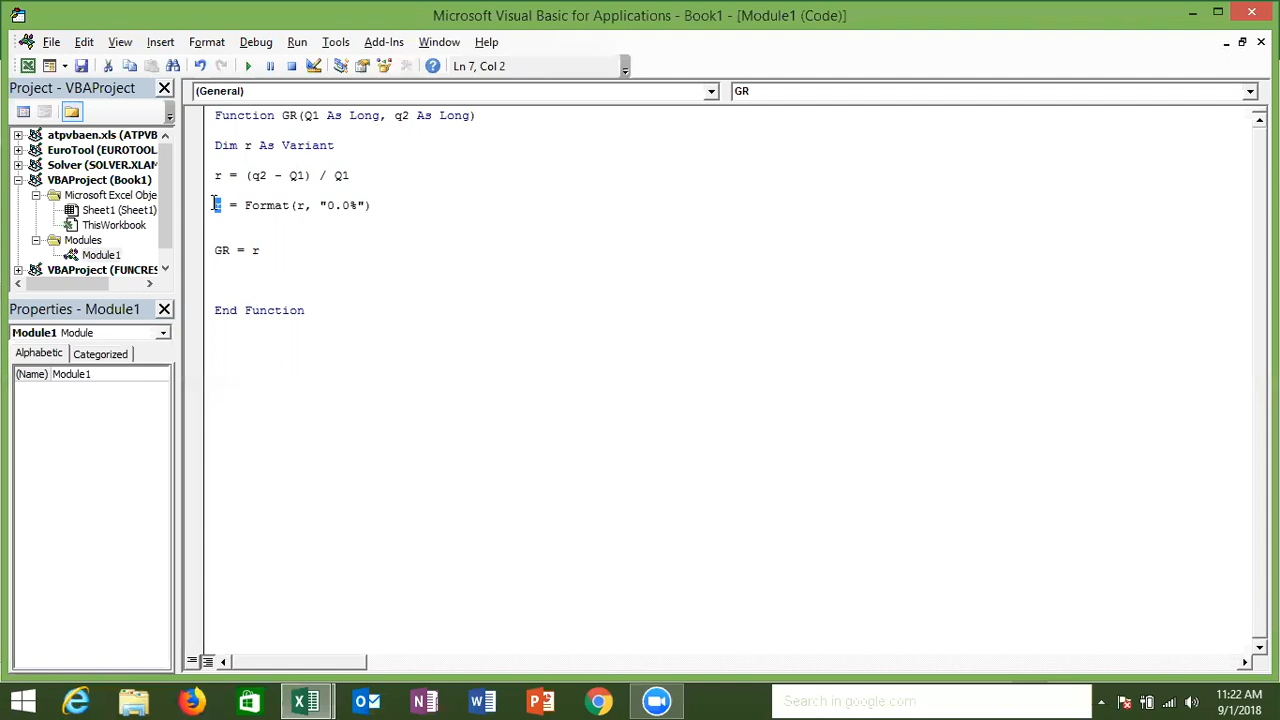 Microsoft Visual Basic for Applications - Book1 - [Module1 (Code)]
File Edit View Insert Format Debug Run Tools Add-Ins Window Help
Ln 7, Col 2
Project - VBAProject
(General)
GR
atpvbaen.xls (ATPVB
EuroTool (EUROTOOL
Solver (SOLVER.XLAM
VBAProject (Book1)
Microsoft Excel Obje
Sheet1 (Sheet1)
ThisWorkbook
Modules
Module1
VBAProject (FUNCRES
Function GR(Q1 As Long, q2 As Long)
Dim r As Variant
r = (q2 - Q1) / Q1
r = Format(r, "0.0%")
GR = r
End Function
Properties - Module1
Module1 Module
Alphabetic Categorized
(Name) Module1
Search in google.com
11:22 AM
9/1/2018